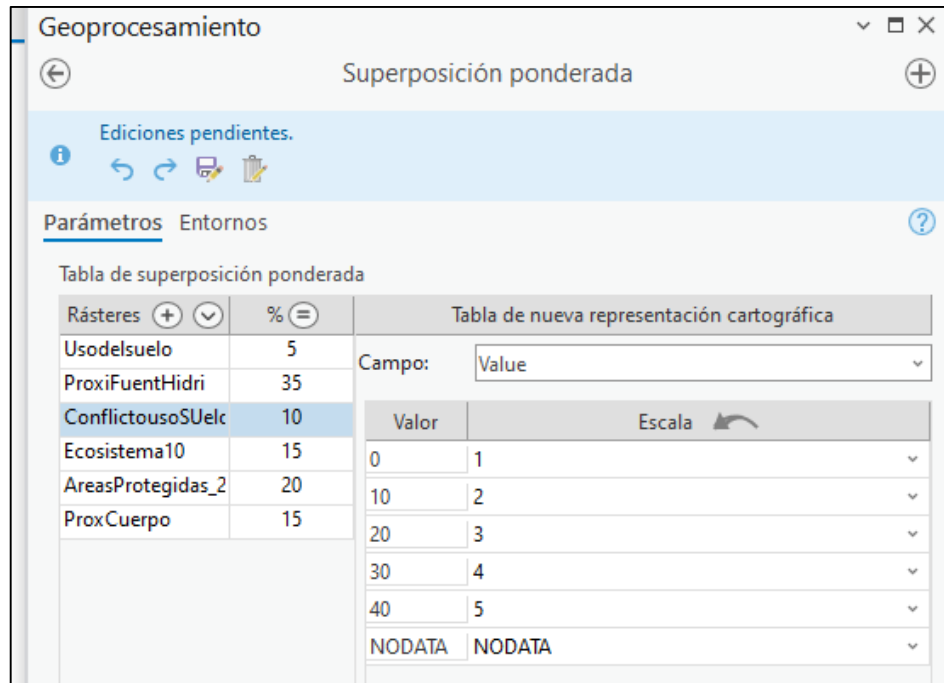 Geoprocesamiento
Superposición ponderada
Ediciones pendientes.
Parámetros Entornos
Tabla de superposición ponderada
Rásteres % Tabla de nueva representación cartográfica
Usodelsuelo 5
Campo: Value
ProxiFuentHidri 35
ConflictousoSUelc 10
Valor Escala
Ecosistema10 15
0 1
AreasProtegidas_2 20
10 2
ProxCuerpo 15
20 3
30 4
40 5
NODATA NODATA